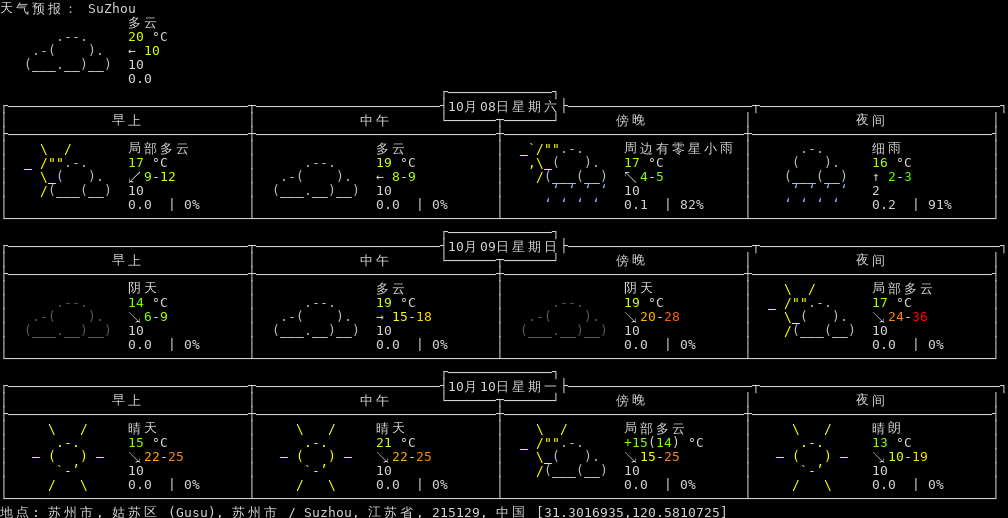 天气预报: SuZhou
多云
20 °C
← 10
10
0.0
10月08日星期六
早上 中午 傍晚 夜间
局部多云 多云 周边有零星小雨 细雨
17 °C 19 °C 17 °C 16 °C
↙ 9-12 ← 8-9 ↖ 4-5 ↑ 2-3
10 10 10 2
0.0 | 0% 0.0 | 0% 0.1 | 82% 0.2 | 91%
10月09日星期日
早上 中午 傍晚 夜间
阴天 多云 阴天 局部多云
14 °C 19 °C 19 °C 17 °C
↘ 6-9 → 15-18 ↘ 20-28 ↘ 24-36
10 10 10 10
0.0 | 0% 0.0 | 0% 0.0 | 0% 0.0 | 0%
10月10日星期一
早上 中午 傍晚 夜间
晴天 晴天 局部多云 晴朗
15 °C 21 °C +15(14) °C 13 °C
↘ 22-25 ↘ 22-25 ↘ 15-25 ↘ 10-19
10 10 10 10
0.0 | 0% 0.0 | 0% 0.0 | 0% 0.0 | 0%
地点: 苏州市, 姑苏区 (Gusu), 苏州市 / Suzhou, 江苏省, 215129, 中国 [31.3016935,120.5810725]